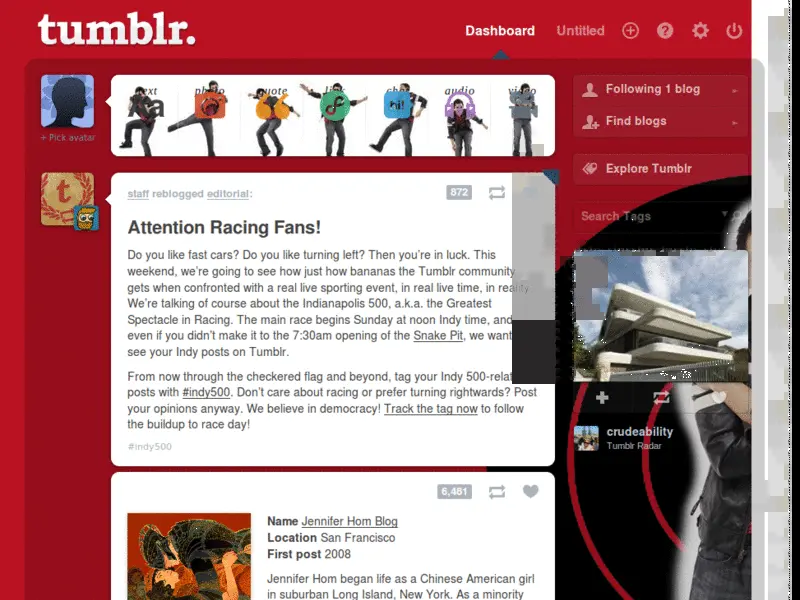 tumblr.
Dashboard
Untitled
text
photo
quote
link
chat
audio
video
Aa
hi!
+ Pick avatar
Following 1 blog
Find blogs
Explore Tumblr
Search Tags
staff reblogged editorial:
872
Attention Racing Fans!
Do you like fast cars? Do you like turning left? Then you're in luck. This
weekend, we're going to see how just how bananas the Tumblr community
gets when confronted with a real live sporting event, in real live time, in reality.
We're talking of course about the Indianapolis 500, a.k.a. the Greatest
Spectacle in Racing. The main race begins Sunday at noon Indy time, and
even if you didn't make it to the 7:30am opening of the Snake Pit, we want
see your Indy posts on Tumblr.
From now through the checkered flag and beyond, tag your Indy 500-relat
posts with #indy500. Don't care about racing or prefer turning rightwards? Post
your opinions anyway. We believe in democracy! Track the tag now to follow
the buildup to race day!
#indy500
crudeability
Tumblr Radar
6,481
Name Jennifer Hom Blog
Location San Francisco
First post 2008
Jennifer Hom began life as a Chinese American girl
in suburban Long Island, New York. As a minority